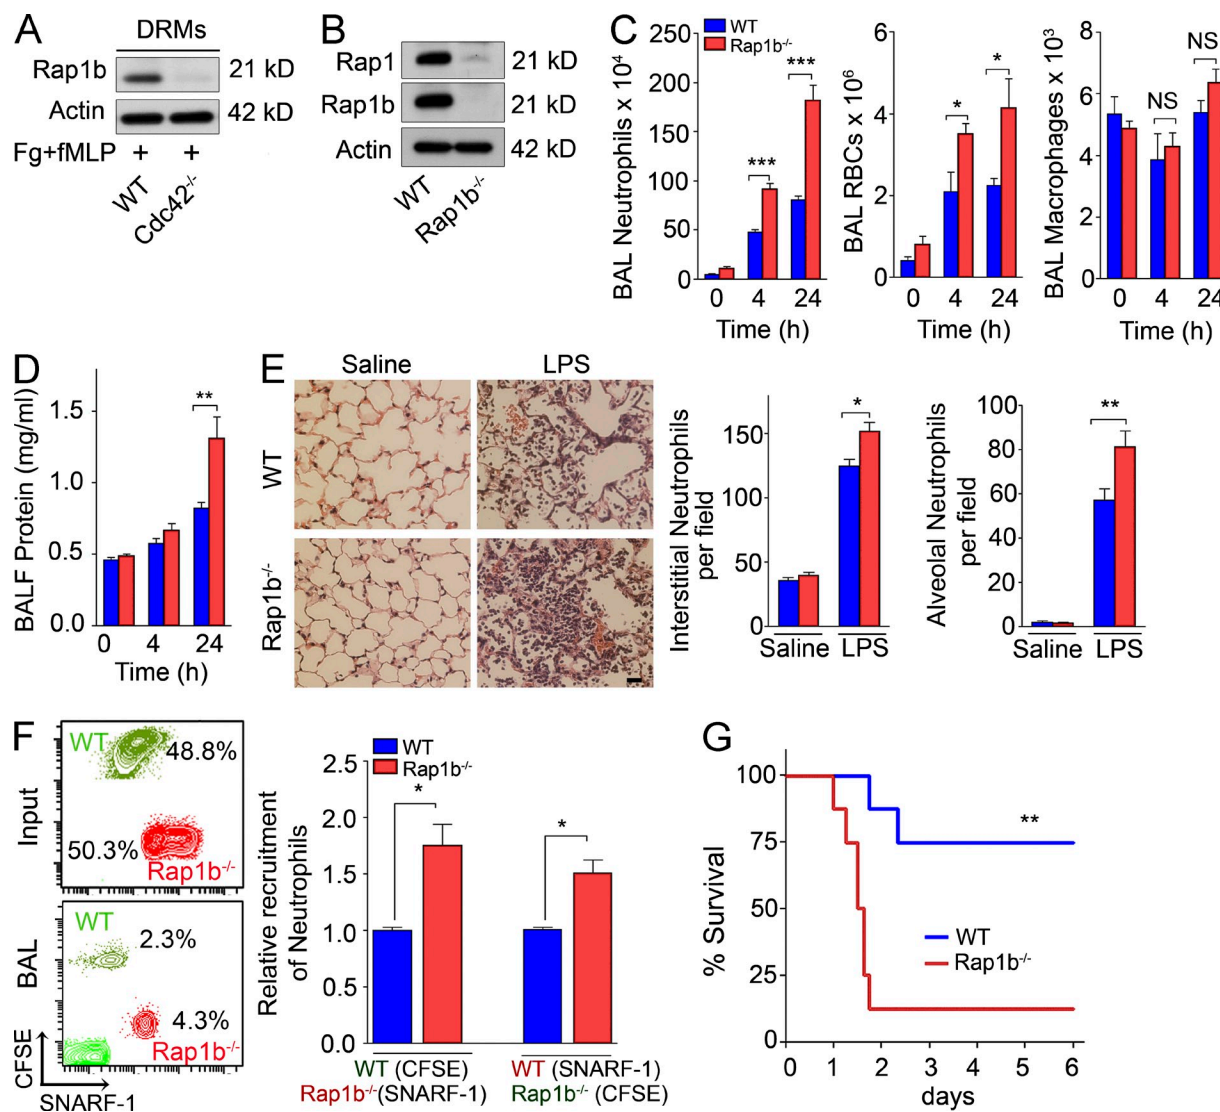 A
DRMs
Rap1b
21 kD
Actin
42 kD
Fg+fMLP + +
WT
Cdc42-/-
B
Rap1
21 kD
Rap1b
21 kD
Actin
42 kD
WT
Rap1b-/-
C
WT
Rap1b-/-
BAL Neutrophils x 10⁴
250
200
150
100
50
0
***
***
0 4 24
Time (h)
BAL RBCs x 10⁶
6
4
2
0
*
*
0 4 24
Time (h)
BAL Macrophages x 10³
8
6
4
2
0
NS
NS
0 4 24
Time (h)
D
BALF Protein (mg/ml)
1.5
1.0
0.5
0.0
**
0 4 24
Time (h)
E
Saline LPS
WT
Rap1b-/-
Interstitial Neutrophils
per field
150
100
50
0
*
Saline LPS
Alveolal Neutrophils
per field
100
80
60
40
20
0
**
Saline LPS
F
Input
WT
48.8%
50.3%
Rap1b-/-
BAL
WT
2.3%
4.3%
Rap1b-/-
CFSE
SNARF-1
WT
Rap1b-/-
Relative recruitment
of Neutrophils
2.5
2.0
1.5
1.0
0.5
0.0
*
*
WT (CFSE)
Rap1b-/-(SNARF-1)
WT (SNARF-1)
Rap1b-/- (CFSE)
G
% Survival
100
75
50
25
0
**
WT
Rap1b-/-
0 1 2 3 4 5 6
days